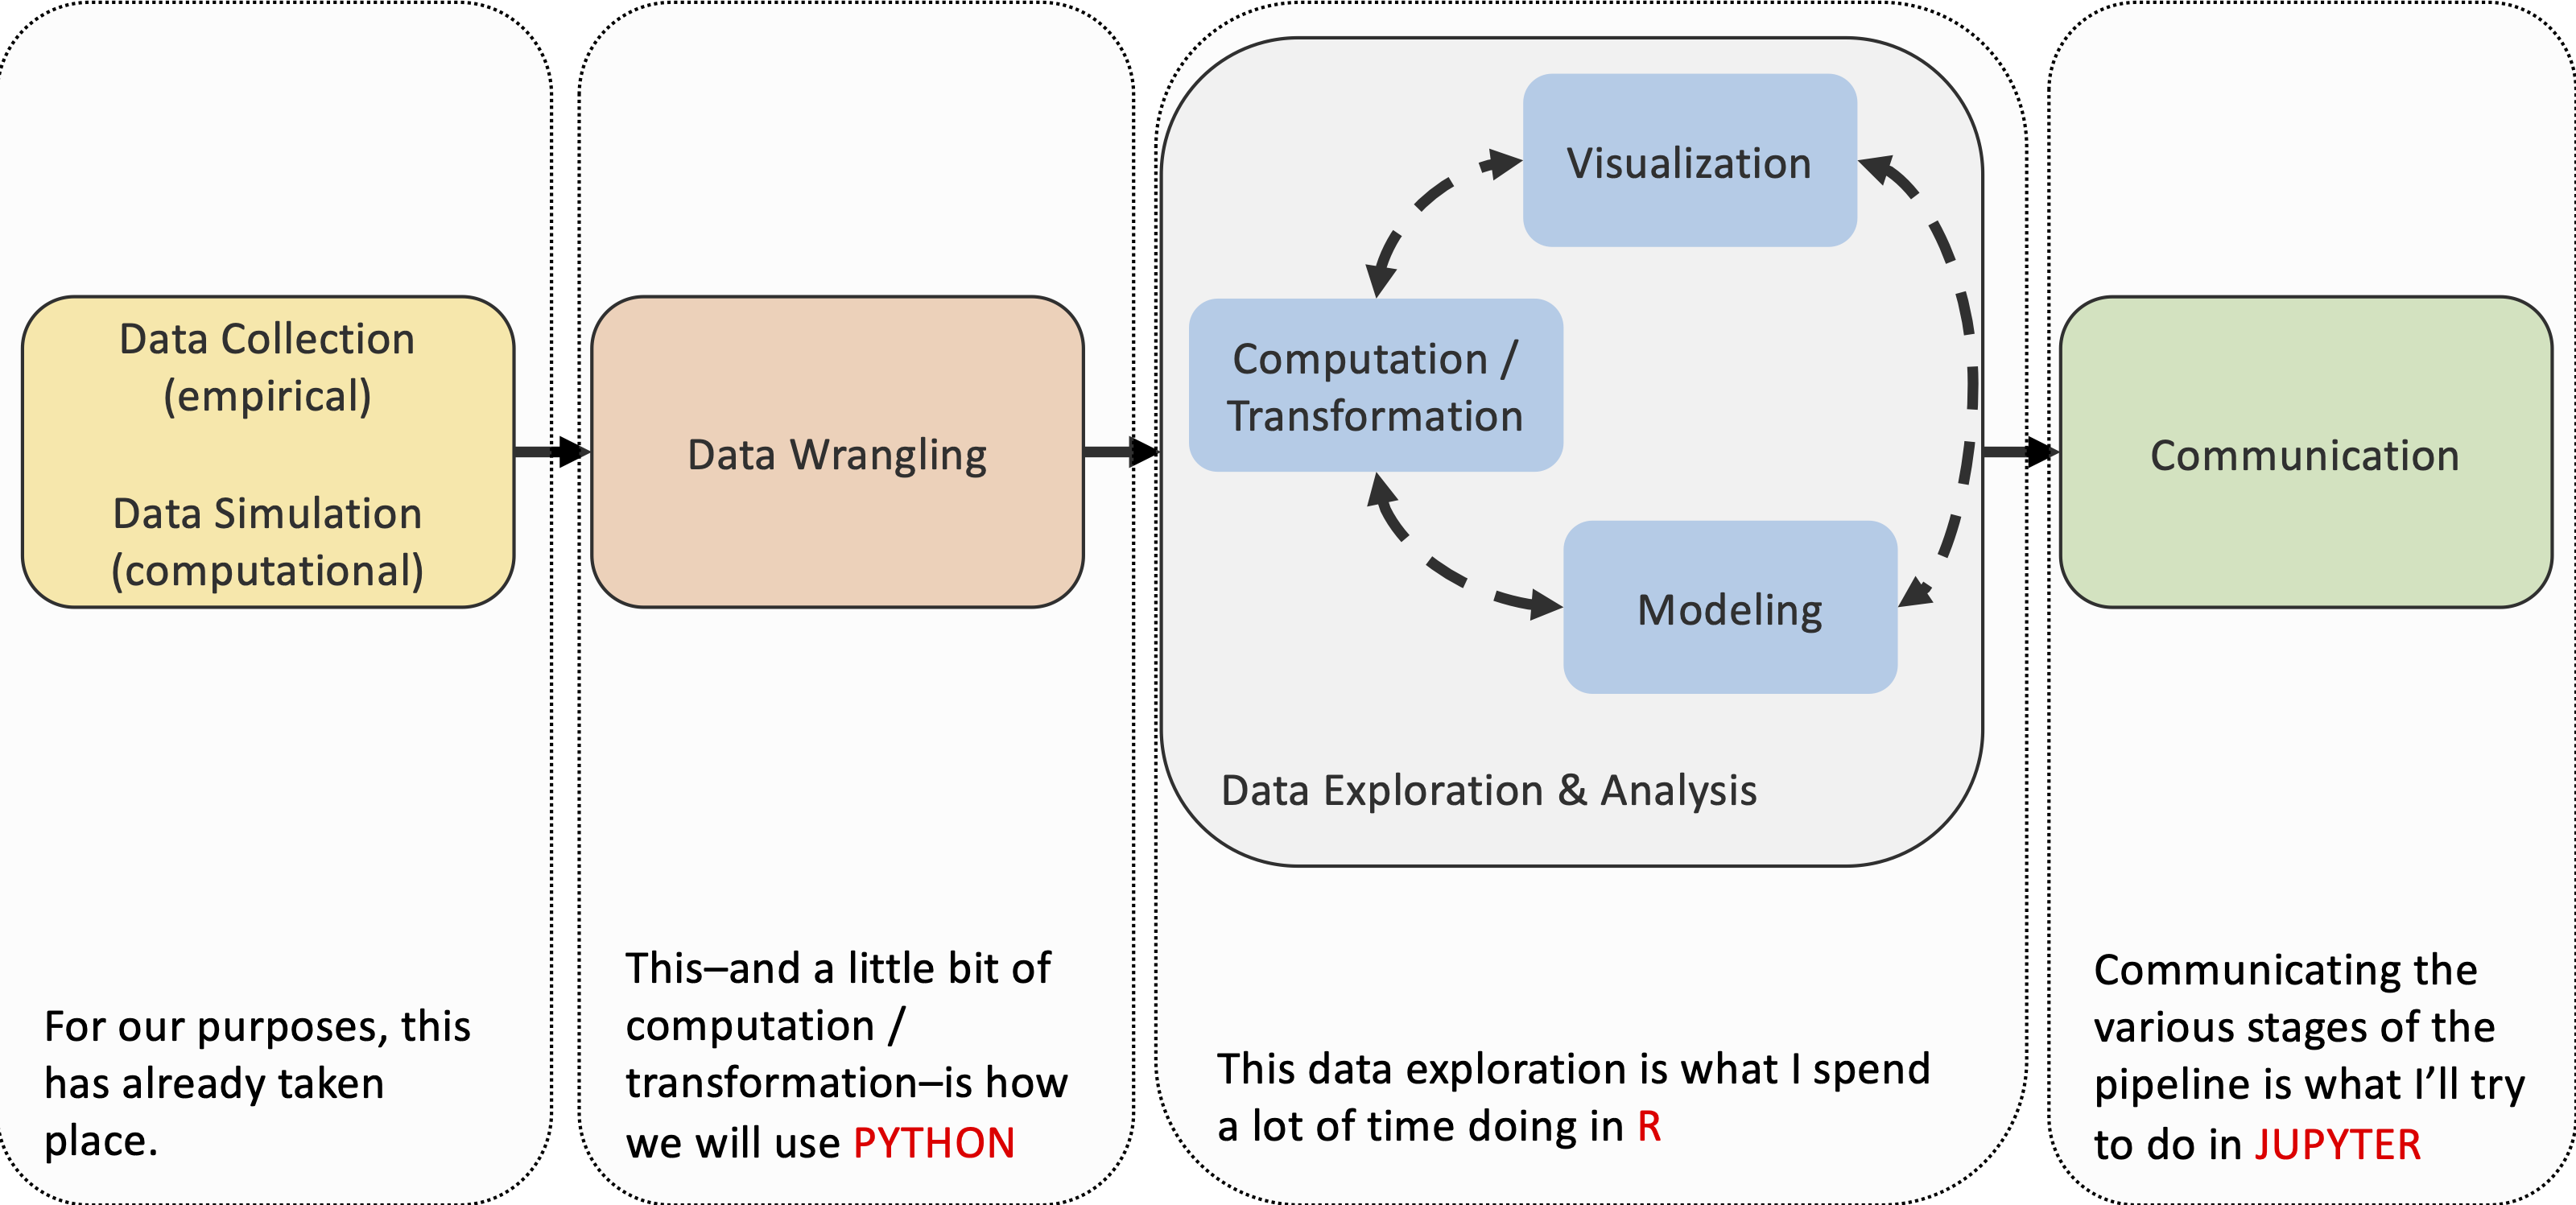 Data Collection
(empirical)
Data Simulation
(computational)
For our purposes, this
has already taken
place.
Data Wrangling
This–and a little bit of
computation /
transformation–is how
we will use PYTHON
Visualization
Computation /
Transformation
Modeling
Data Exploration & Analysis
This data exploration is what I spend
a lot of time doing in R
Communication
Communicating the
various stages of the
pipeline is what I’ll try
to do in JUPYTER